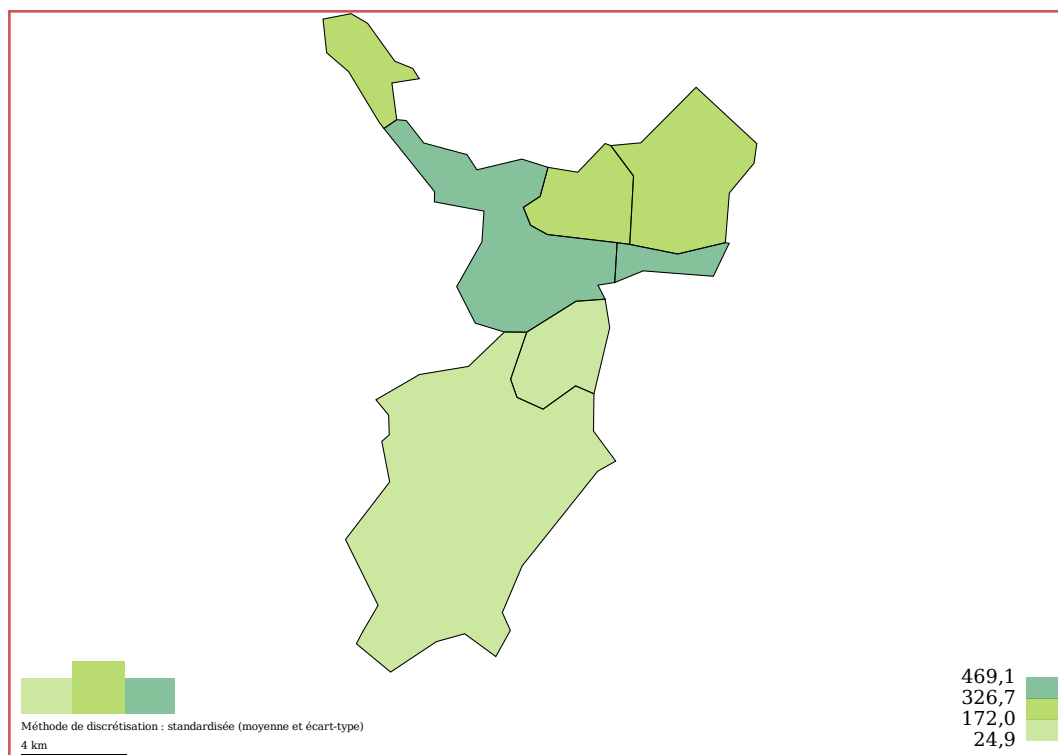 Méthode de discrétisation : standardisée (moyenne et écart-type)
4 km
469,1
326,7
172,0
24,9